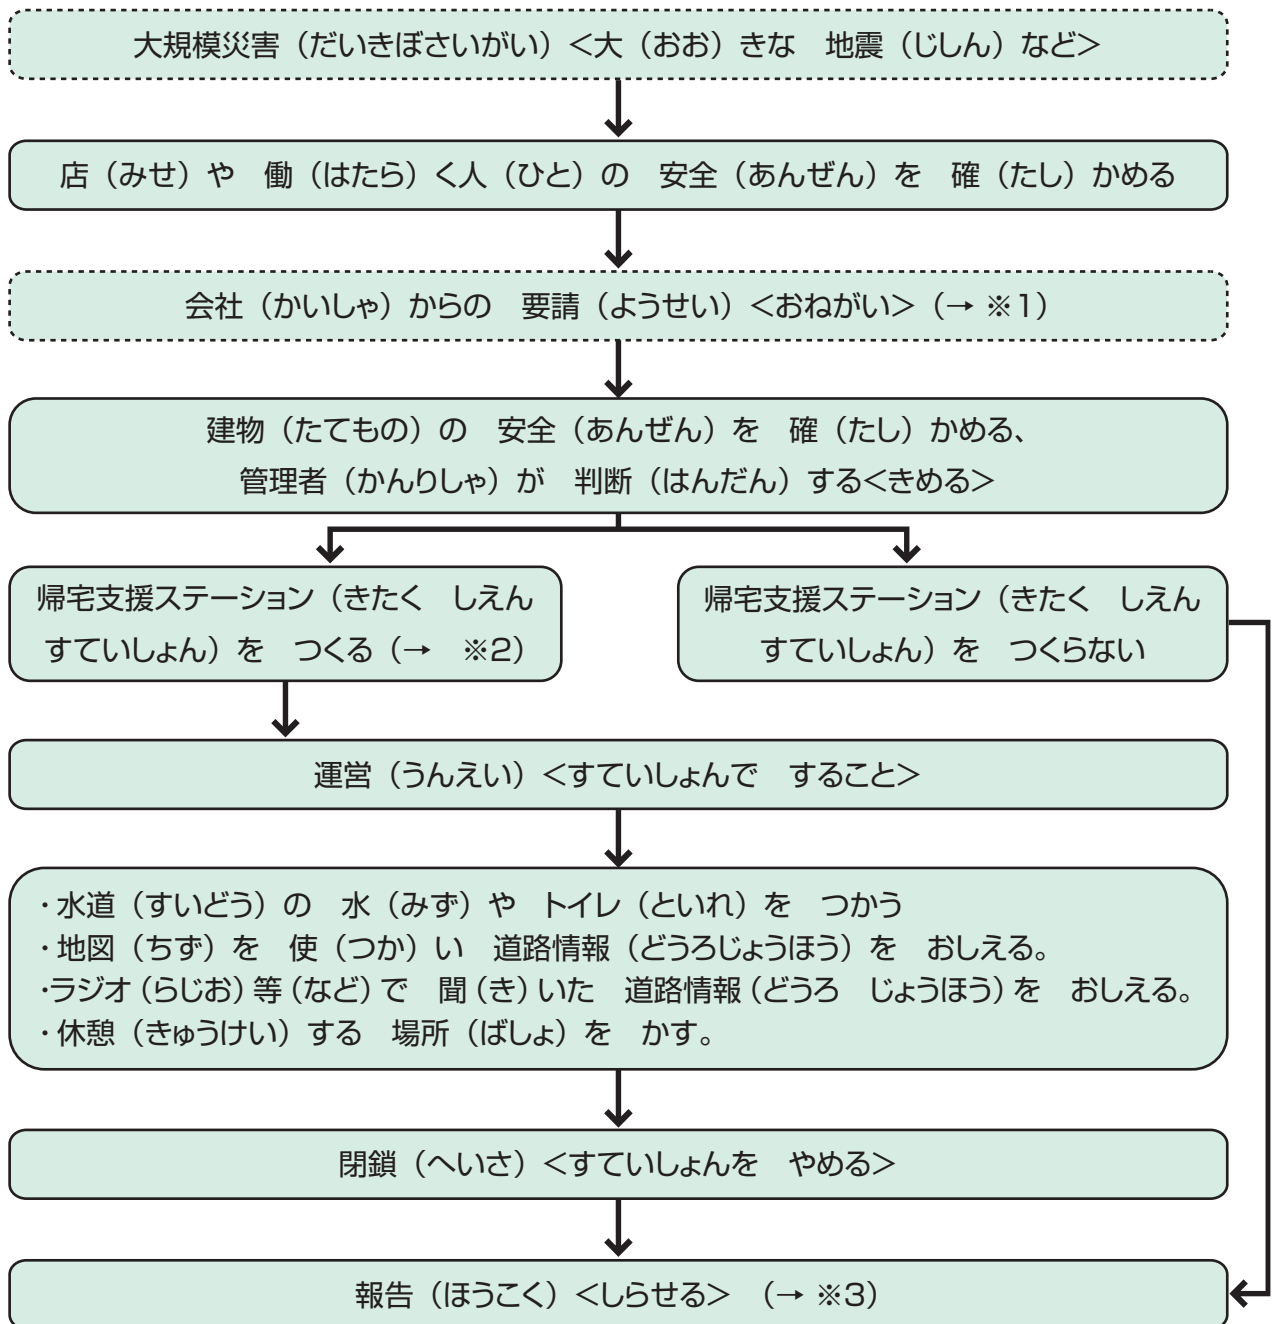 大規模災害（だいきぼさいがい）＜大（おお）きな　地震（じしん）など＞
店（みせ）や　働（はたら）く人（ひと）の　安全（あんぜん）を　確（たし）かめる
会社（かいしゃ）からの　要請（ようせい）＜おねがい＞（→ ※1）
建物（たてもの）の　安全（あんぜん）を　確（たし）かめる、
管理者（かんりしゃ）が　判断（はんだん）する＜きめる＞
帰宅支援ステーション（きたく　しえん
すていしょん）を　つくる（→　※2）
帰宅支援ステーション（きたく　しえん
すていしょん）を　つくらない
運営（うんえい）＜すていしょんで　すること＞
・水道（すいどう）の　水（みず）や　トイレ（といれ）を　つかう
・地図（ちず）を　使（つか）い　道路情報（どうろじょうほう）を　おしえる。
・ラジオ（らじお）等（など）で　聞（き）いた　道路情報（どうろ　じょうほう）を　おしえる。
・休憩（きゅうけい）する　場所（ばしょ）を　かす。
閉鎖（へいさ）＜すていしょんを　やめる＞
報告（ほうこく）＜しらせる＞　（→ ※3）